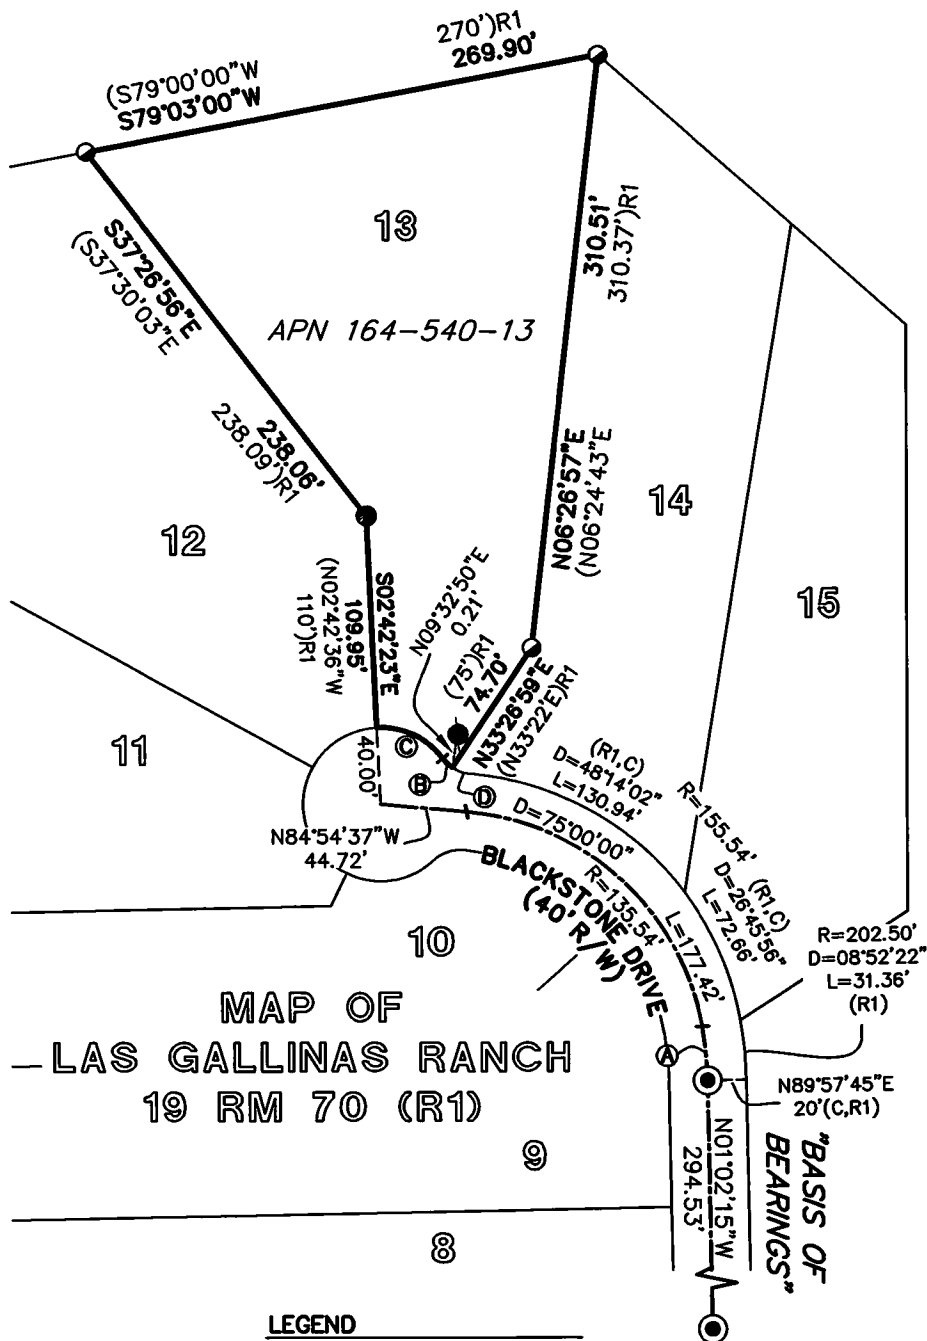 270')R1
269.90'
(S79°00'00"W
S79°03'00"W
13
APN 164-540-13
S37°26'56"E
(S37°30'03"E
238.06'
238.09')R1
310.51'
310.37')R1
N06°26'57"E
(N06°24'43"E
14
12
15
11
S02°42'23"E
109.95'
(N02°42'36"W
110')R1
N09°32'50"E
0.21'
(75')R1
74.70'
N33°26'59"E
(N33°22'E)R1
C
B
D
40.00'
N84°54'37"W
44.72'
(R1,C)
D=48°14'02"
L=130.94'
D=75°00'00"
R=135.54'
L=177.42'
R=155.54'
(R1,C)
D=26°45'56"
L=72.66'
R=202.50'
D=08°52'22"
L=31.36'
(R1)
BLACKSTONE DRIVE
(40' R/W)
10
MAP OF
LAS GALLINAS RANCH
19 RM 70 (R1)
A
N89°57'45"E
20'(C,R1)
N01°02'15"W
294.53'
"BASIS OF
BEARINGS"
9
8
LEGEND